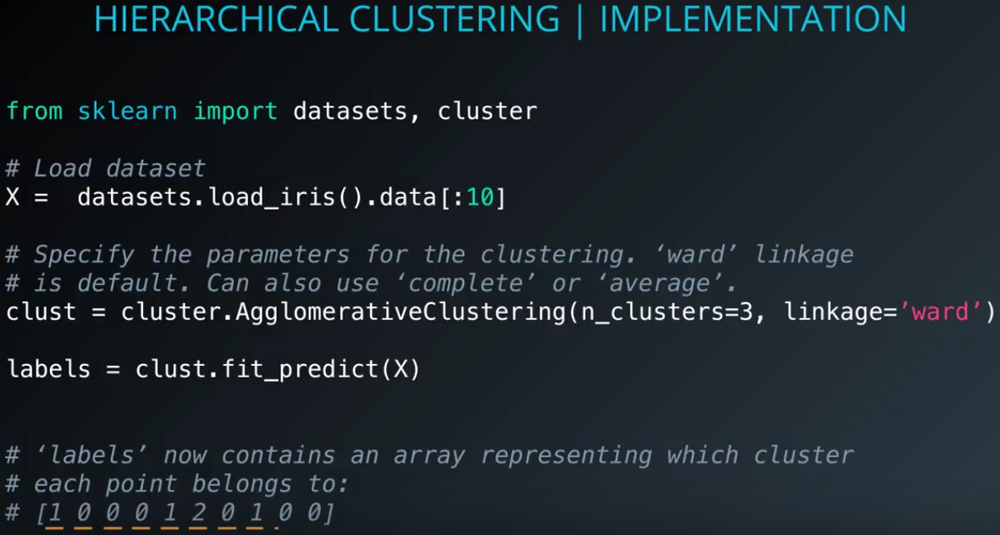 HIERARCHICAL CLUSTERING | IMPLEMENTATION
from sklearn import datasets, cluster
# Load dataset
X =  datasets.load_iris().data[:10]
# Specify the parameters for the clustering. ‘ward’ linkage
# is default. Can also use ‘complete’ or ‘average’.
clust = cluster.AgglomerativeClustering(n_clusters=3, linkage=’ward’)
labels = clust.fit_predict(X)
# ‘labels’ now contains an array representing which cluster
# each point belongs to:
# [1 0 0 0 1 2 0 1 0 0]